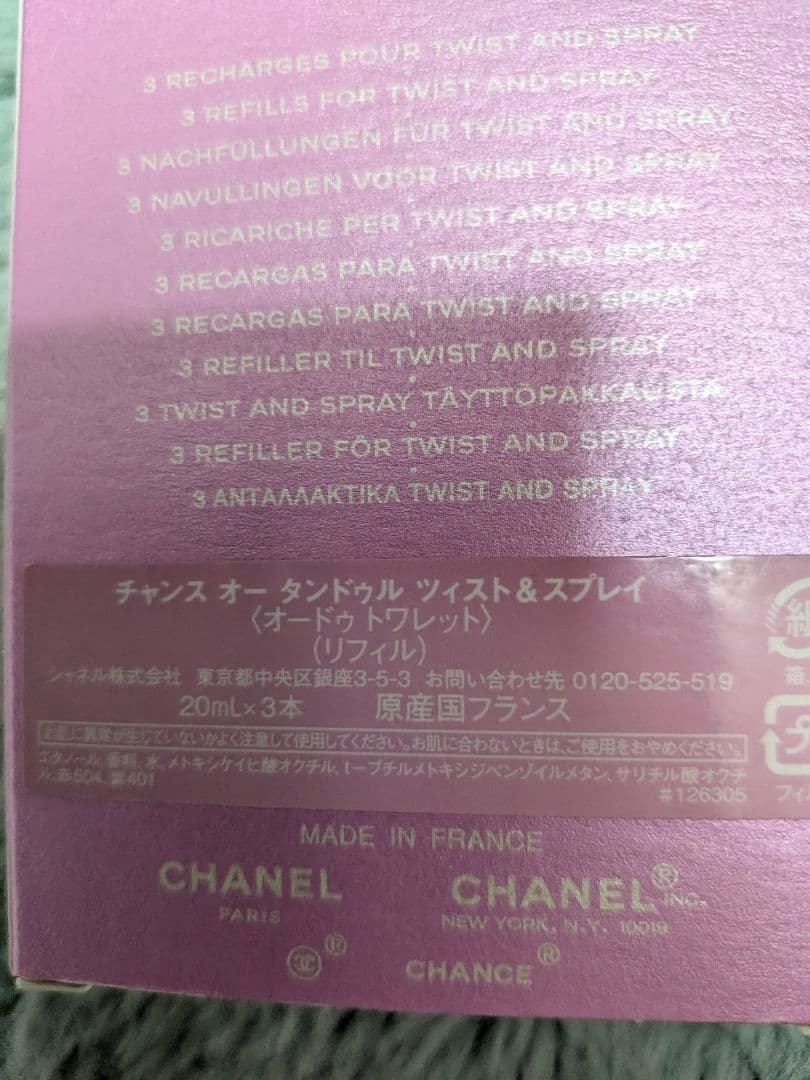 3 RECHARGES POUR TWIST AND SPRAY
3 REFILLS FOR TWIST AND SPRAY
3 NACHFÜLLUNGEN FÜR TWIST AND SPRAY
3 NAVULLINGEN VOOR TWIST AND SPRAY
3 RICARICHE PER TWIST AND SPRAY
3 RECARGAS PARA TWIST AND SPRAY
3 RECARGAS PARA TWIST AND SPRAY
3 REFILLER TIL TWIST AND SPRAY
3 TWIST AND SPRAY TÄYTTÖPAKKAUSTA
3 REFILLER FÖR TWIST AND SPRAY
3 ΑΝΤΑΛΛΑΚΤΙΚΑ TWIST AND SPRAY
チャンス オー タンドゥル ツィスト&スプレイ
〈オードゥ トワレット〉
(リフィル)
シャネル株式会社 東京都中央区銀座3-5-3 お問い合わせ先 0120-525-519
20mL×3本 原産国フランス
お肌に異常が生じていないかよく注意して使用してください。お肌に合わないときは、ご使用をおやめください。
エタノール、香料、水、メトキシケイヒ酸オクチル、t-ブチルメトキシジベンゾイルメタン、サリチル酸オクチ
ル、赤504、紫401
#126305
紙
箱
プ
フィ
MADE IN FRANCE
CHANEL
PARIS
CHANEL® INC.
NEW YORK, N.Y. 10019
®
CHANCE®